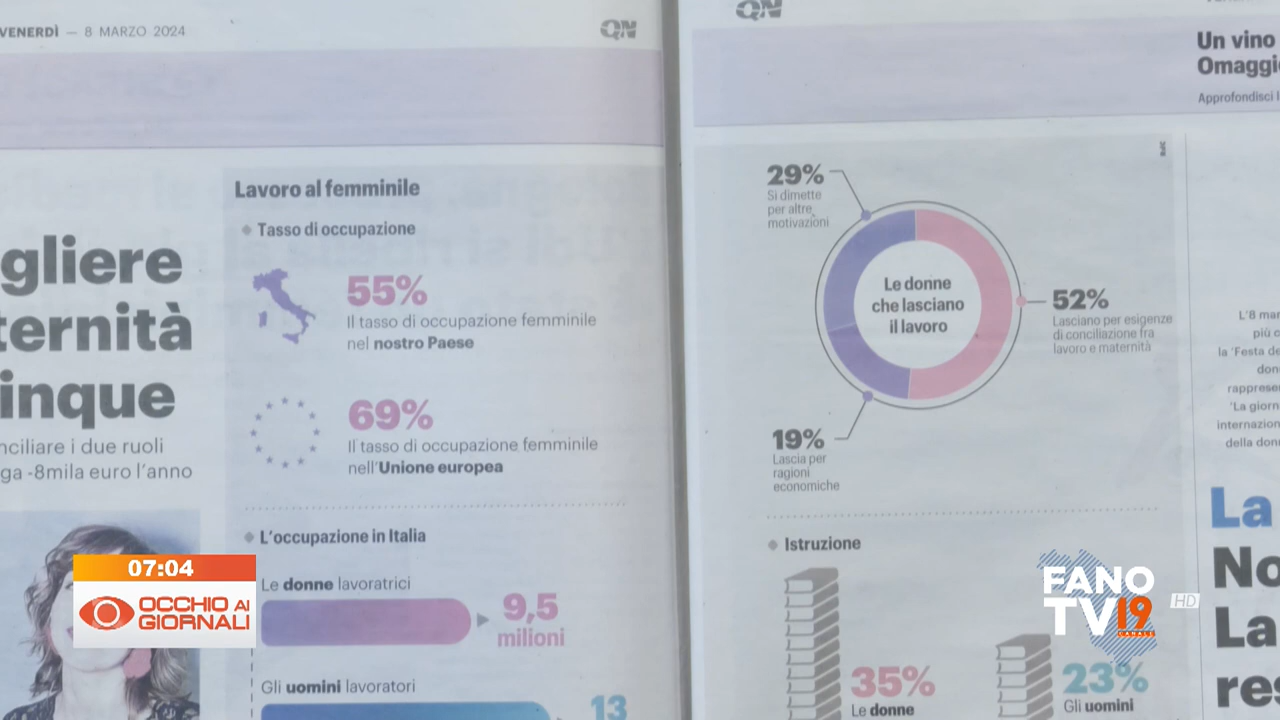 VENERDÌ — 8 MARZO 2024
QN
gliere
ternità
inque
nciliare i due ruoli
ga -8mila euro l'anno
Lavoro al femminile
Tasso di occupazione
55%
Il tasso di occupazione femminile
nel nostro Paese
69%
Il tasso di occupazione femminile
nell'Unione europea
L'occupazione in Italia
Le donne lavoratrici
9,5
milioni
Gli uomini lavoratori
13
QN
Un vino
Omaggi
Approfondisci l
29%
Si dimette
per altre
motivazioni
Le donne
che lasciano
il lavoro
52%
Lasciano per esigenze
di conciliazione fra
lavoro e maternità
19%
Lascia per
ragioni
economiche
Istruzione
35%
Le donne
23%
Gli uomini
L'8 mar
più c
la 'Festa de
don
rapprese
'La giorn
internazion
della don
La
No
La
res
07:04
OCCHIO AI
GIORNALI
FANO
TV19
CANALE
HD